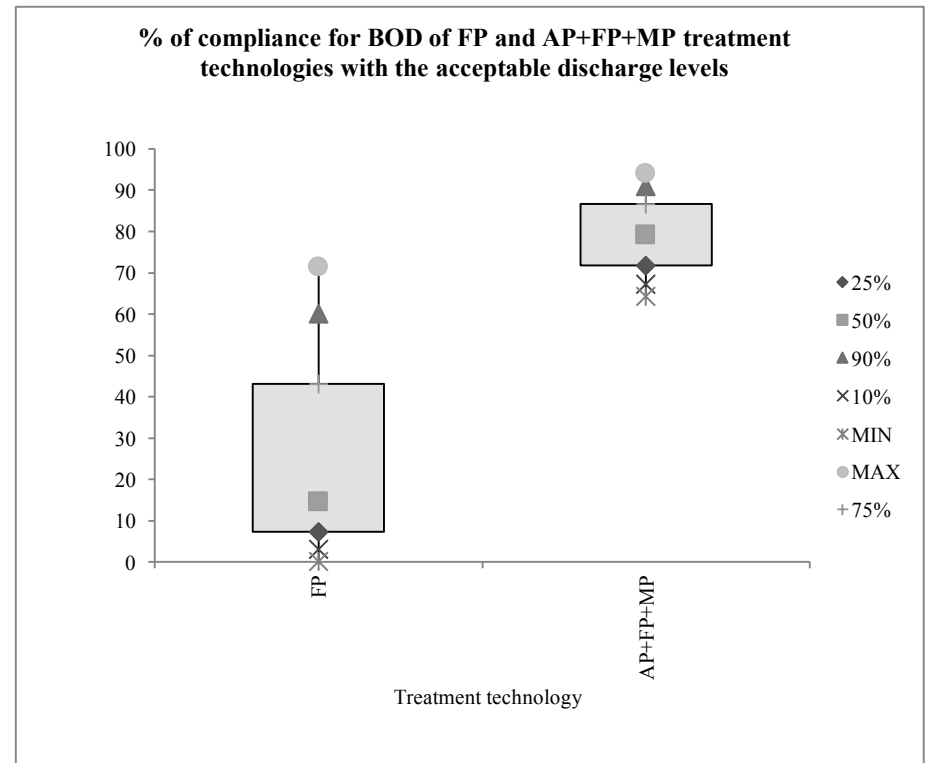 % of compliance for BOD of FP and AP+FP+MP treatment
technologies with the acceptable discharge levels
100
90
80
70
60
50
40
30
20
10
0
FP
AP+FP+MP
Treatment technology
25%
50%
90%
10%
MIN
MAX
75%